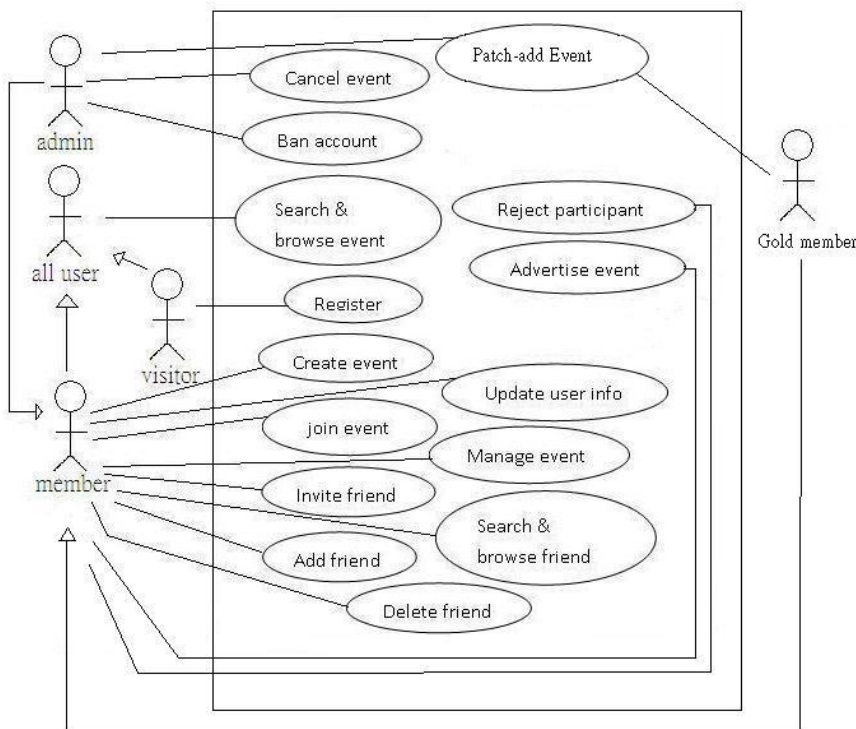 Patch-add Event
Cancel event
admin
Ban account
Search &
browse event
Reject participant
Gold member
all user
Advertise event
Register
visitor
Create event
Update user info
join event
Manage event
member
Invite friend
Search &
browse friend
Add friend
Delete friend